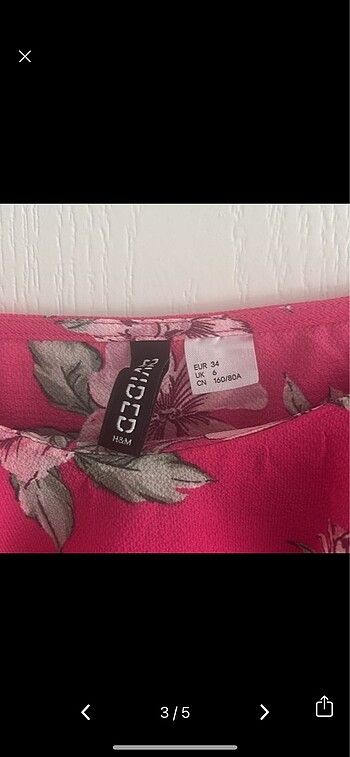 DIVIDED
H&M
EUR 34
UK 6
CN 160/80A
3/5